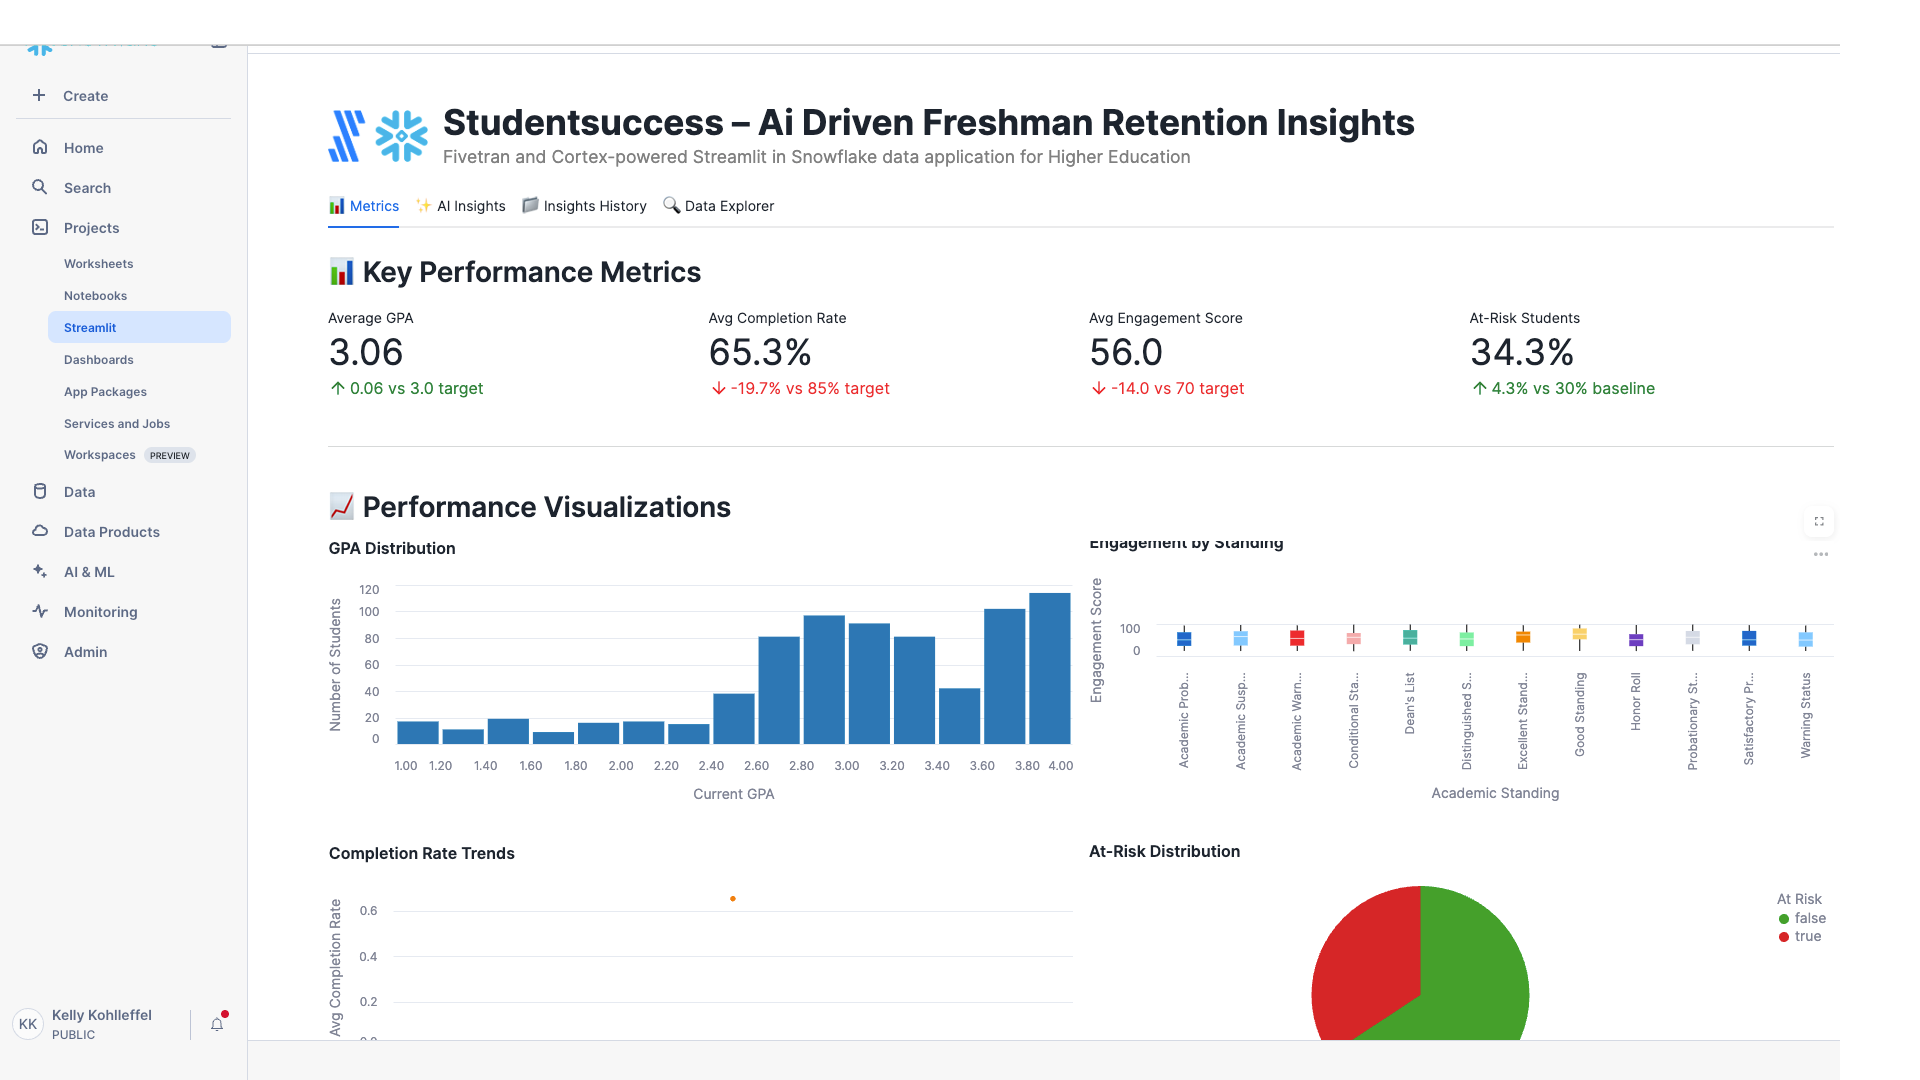 Create
Home
Search
Projects
Worksheets
Notebooks
Streamlit
Dashboards
App Packages
Services and Jobs
Workspaces PREVIEW
Data
Data Products
AI & ML
Monitoring
Admin
KK
Kelly Kohlleffel
PUBLIC
Studentsuccess – Ai Driven Freshman Retention Insights
Fivetran and Cortex-powered Streamlit in Snowflake data application for Higher Education
Metrics AI Insights Insights History Data Explorer
Key Performance Metrics
Average GPA
3.06
0.06 vs 3.0 target
Avg Completion Rate
65.3%
-19.7% vs 85% target
Avg Engagement Score
56.0
-14.0 vs 70 target
At-Risk Students
34.3%
4.3% vs 30% baseline
Performance Visualizations
GPA Distribution
Number of Students
120
100
80
60
40
20
0
1.00 1.20 1.40 1.60 1.80 2.00 2.20 2.40 2.60 2.80 3.00 3.20 3.40 3.60 3.80 4.00
Current GPA
Engagement by Standing
Engagement Score
100
0
Academic Prob...
Academic Susp...
Academic Warn...
Conditional Sta...
Dean's List
Distinguished S...
Excellent Stand...
Good Standing
Honor Roll
Probationary St...
Satisfactory Pr...
Warning Status
Academic Standing
Completion Rate Trends
Avg Completion Rate
0.6
0.4
0.2
0.0
At-Risk Distribution
At Risk
false
true